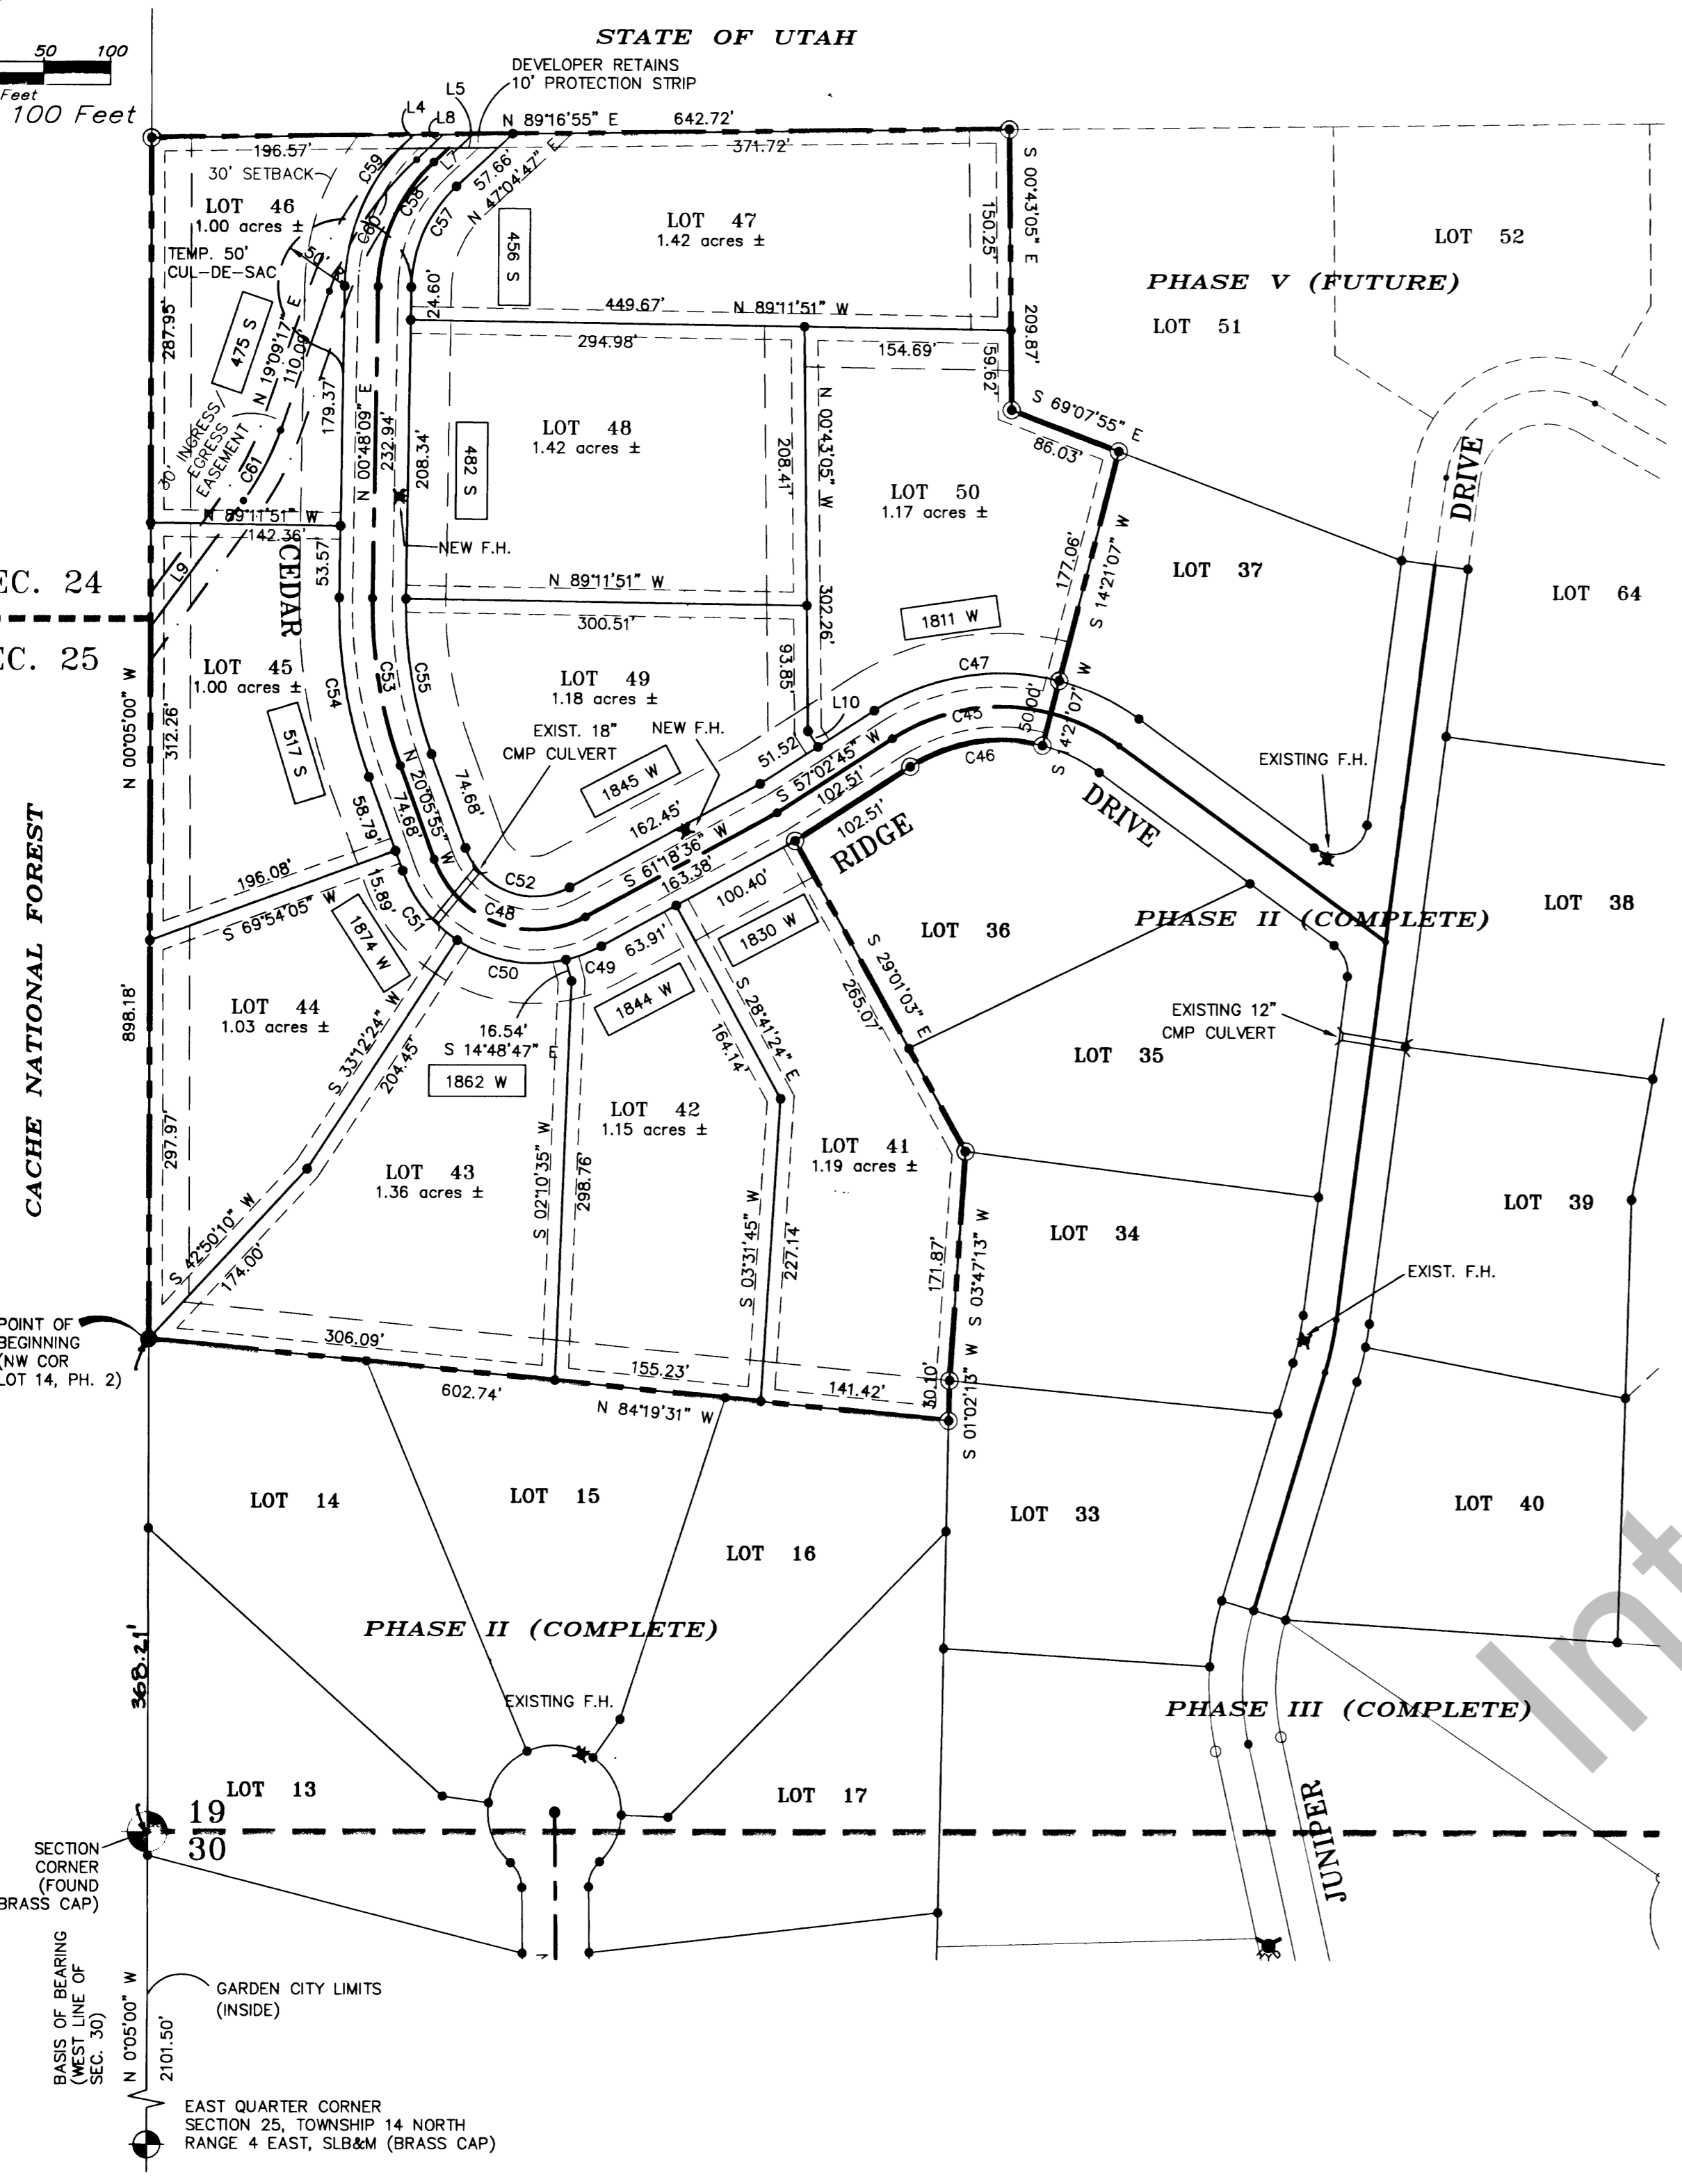 STATE OF UTAH
50 100
Feet
100 Feet
DEVELOPER RETAINS
10' PROTECTION STRIP
L4
L5
L8
L7
N 89°16'55" E 642.72'
196.57'
371.72'
30' SETBACK
C59
C58
C60
C57
57.66'
N 47°04'47" E
LOT 46
1.00 acres ±
TEMP. 50'
CUL-DE-SAC
50' R
LOT 47
1.42 acres ±
456 S
S 00°43'05" E
150.25'
209.87'
LOT 52
PHASE V (FUTURE)
LOT 51
287.95'
475 S
N 19°09'17" E
110.09'
24.60'
449.67' N 89°11'51" W
294.98'
154.69'
59.62'
S 69°07'55" E
86.03'
30' INGRESS/
EGRESS
EASEMENT
C61
179.37'
N 00°48'09" E
232.94'
208.34'
482 S
LOT 48
1.42 acres ±
208.41'
N 00°43'05" W
302.26'
LOT 50
1.17 acres ±
177.06'
S 14°21'07" W
DRIVE
LOT 37
LOT 64
N 89°11'51" W
142.36'
NEW F.H.
L9
CEDAR
53.57'
EC. 24
EC. 25
N 89°11'51" W
300.51'
1811 W
LOT 45
1.00 acres ±
C54
C53
C55
LOT 49
1.18 acres ±
93.85'
L10
C47
N 00°05'00" W
312.26'
517 S
EXIST. 18"
CMP CULVERT
NEW F.H.
51.52'
S 57°02'45" W
102.51'
C45
50.00'
S 14°21'07" W
C46
EXISTING F.H.
N 20°05'55" W
74.68'
74.68'
58.79'
1845 W
162.45'
S 61°18'36" W
163.38'
102.51'
RIDGE
DRIVE
CACHE NATIONAL FOREST
196.08'
S 69°54'05" W
15.89'
C51
C52
C48
C50
C49
63.91'
100.40'
1874 W
1830 W
1844 W
LOT 36
PHASE II (COMPLETE)
LOT 38
898.18'
LOT 44
1.03 acres ±
S 33°12'24" W
204.45'
16.54'
S 14°48'47" E
1862 W
S 28°41'24" E
164.14'
S 29°01'03" E
265.07'
EXISTING 12"
CMP CULVERT
LOT 35
LOT 42
1.15 acres ±
LOT 41
1.19 acres ±
297.97'
LOT 43
1.36 acres ±
S 02°10'35" W
298.76'
S 42°50'10" W
174.00'
S 03°31'45" W
227.14'
171.87'
S 03°47'13" W
LOT 34
LOT 39
EXIST. F.H.
POINT OF
BEGINNING
(NW COR
LOT 14, PH. 2)
306.09'
155.23'
141.42'
30.10'
S 01°02'13" W
602.74'
N 84°19'31" W
LOT 14
LOT 15
LOT 16
LOT 33
LOT 40
PHASE II (COMPLETE)
368.21'
EXISTING F.H.
PHASE III (COMPLETE)
Int
LOT 13
LOT 17
19
30
SECTION
CORNER
(FOUND
BRASS CAP)
JUNIPER
BASIS OF BEARING
(WEST LINE OF
SEC. 30)
N 0°05'00" W
2101.50'
GARDEN CITY LIMITS
(INSIDE)
EAST QUARTER CORNER
SECTION 25, TOWNSHIP 14 NORTH
RANGE 4 EAST, SLB&M (BRASS CAP)